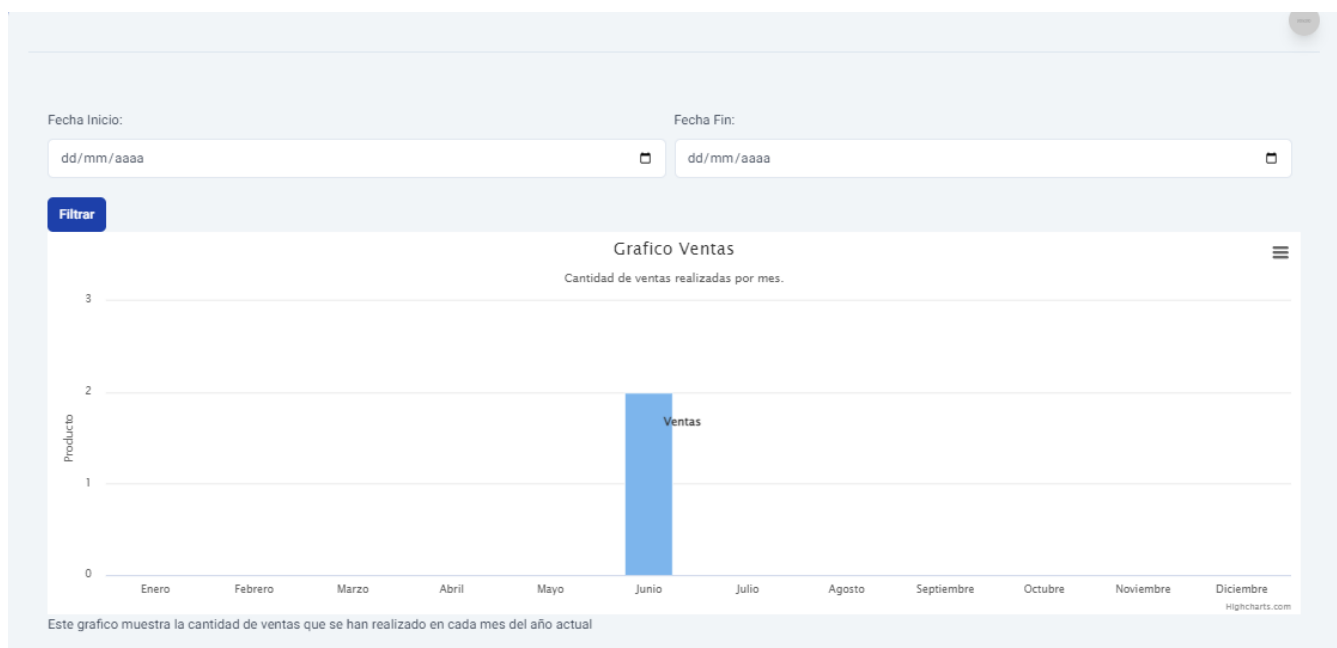 Fecha Inicio:
Fecha Fin:
dd/mm/aaaa
dd/mm/aaaa
Filtrar
Grafico Ventas
Cantidad de ventas realizadas por mes.
3
2
1
0
Producto
Ventas
Enero Febrero Marzo Abril Mayo Junio Julio Agosto Septiembre Octubre Noviembre Diciembre
Highcharts.com
Este grafico muestra la cantidad de ventas que se han realizado en cada mes del año actual